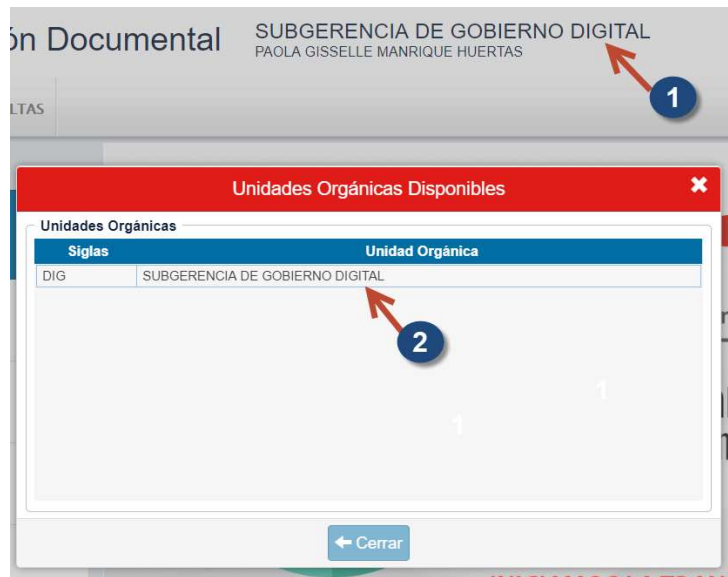 ón Documental
SUBGERENCIA DE GOBIERNO DIGITAL
PAOLA GISSELLE MANRIQUE HUERTAS
1
LTAS
Unidades Orgánicas Disponibles
Unidades Orgánicas
Siglas Unidad Orgánica
DIG SUBGERENCIA DE GOBIERNO DIGITAL
2
1
1
Cerrar